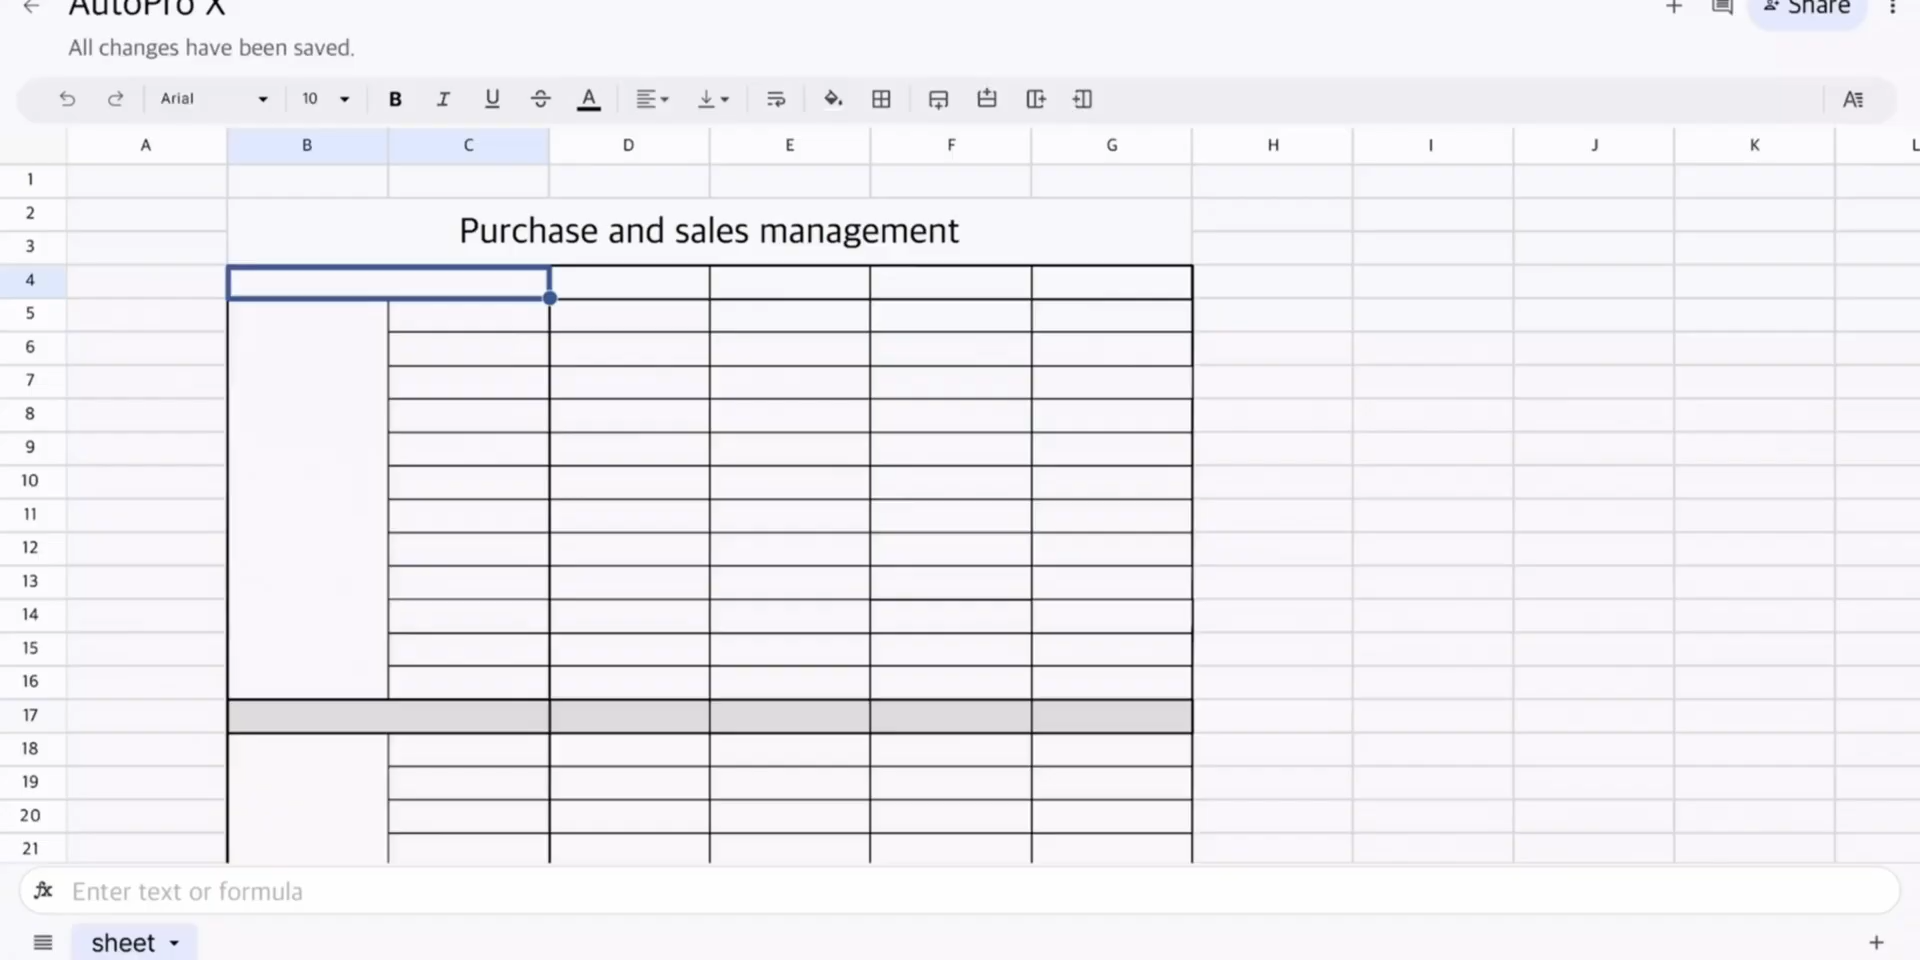 AutoPro X
Share
All changes have been saved.
Arial
10
B
I
U
A
A
A B C D E F G H I J K L
1
2
Purchase and sales management
3
4
5
6
7
8
9
10
11
12
13
14
15
16
17
18
19
20
21
fx Enter text or formula
sheet